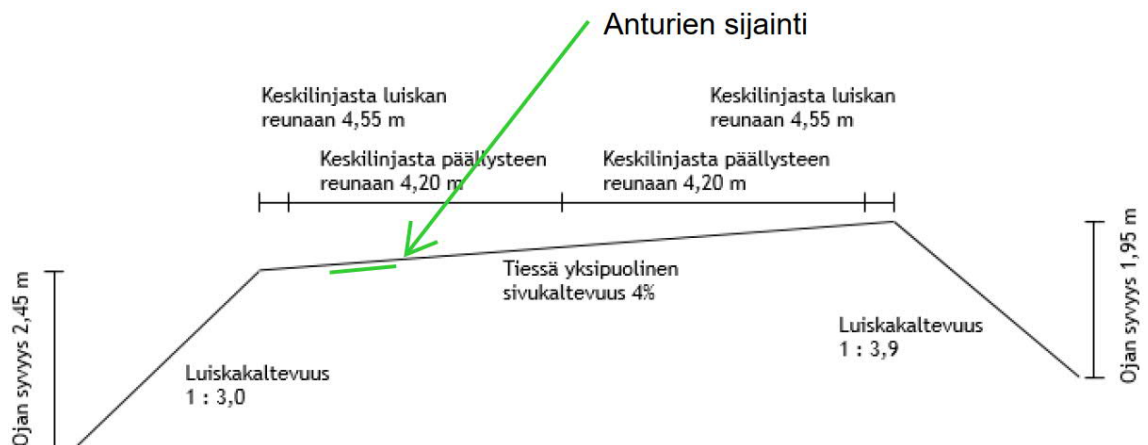 Anturien sijainti
Keskilinjasta luiskan
reunaan 4,55 m
Keskilinjasta luiskan
reunaan 4,55 m
Keskilinjasta päällysteen
reunaan 4,20 m
Keskilinjasta päällysteen
reunaan 4,20 m
Tiessä yksipuolinen
sivukaltevuus 4%
Ojan syvyys 2,45 m
Luiskakaltevuus
1 : 3,0
Luiskakaltevuus
1 : 3,9
Ojan syvyys 1,95 m